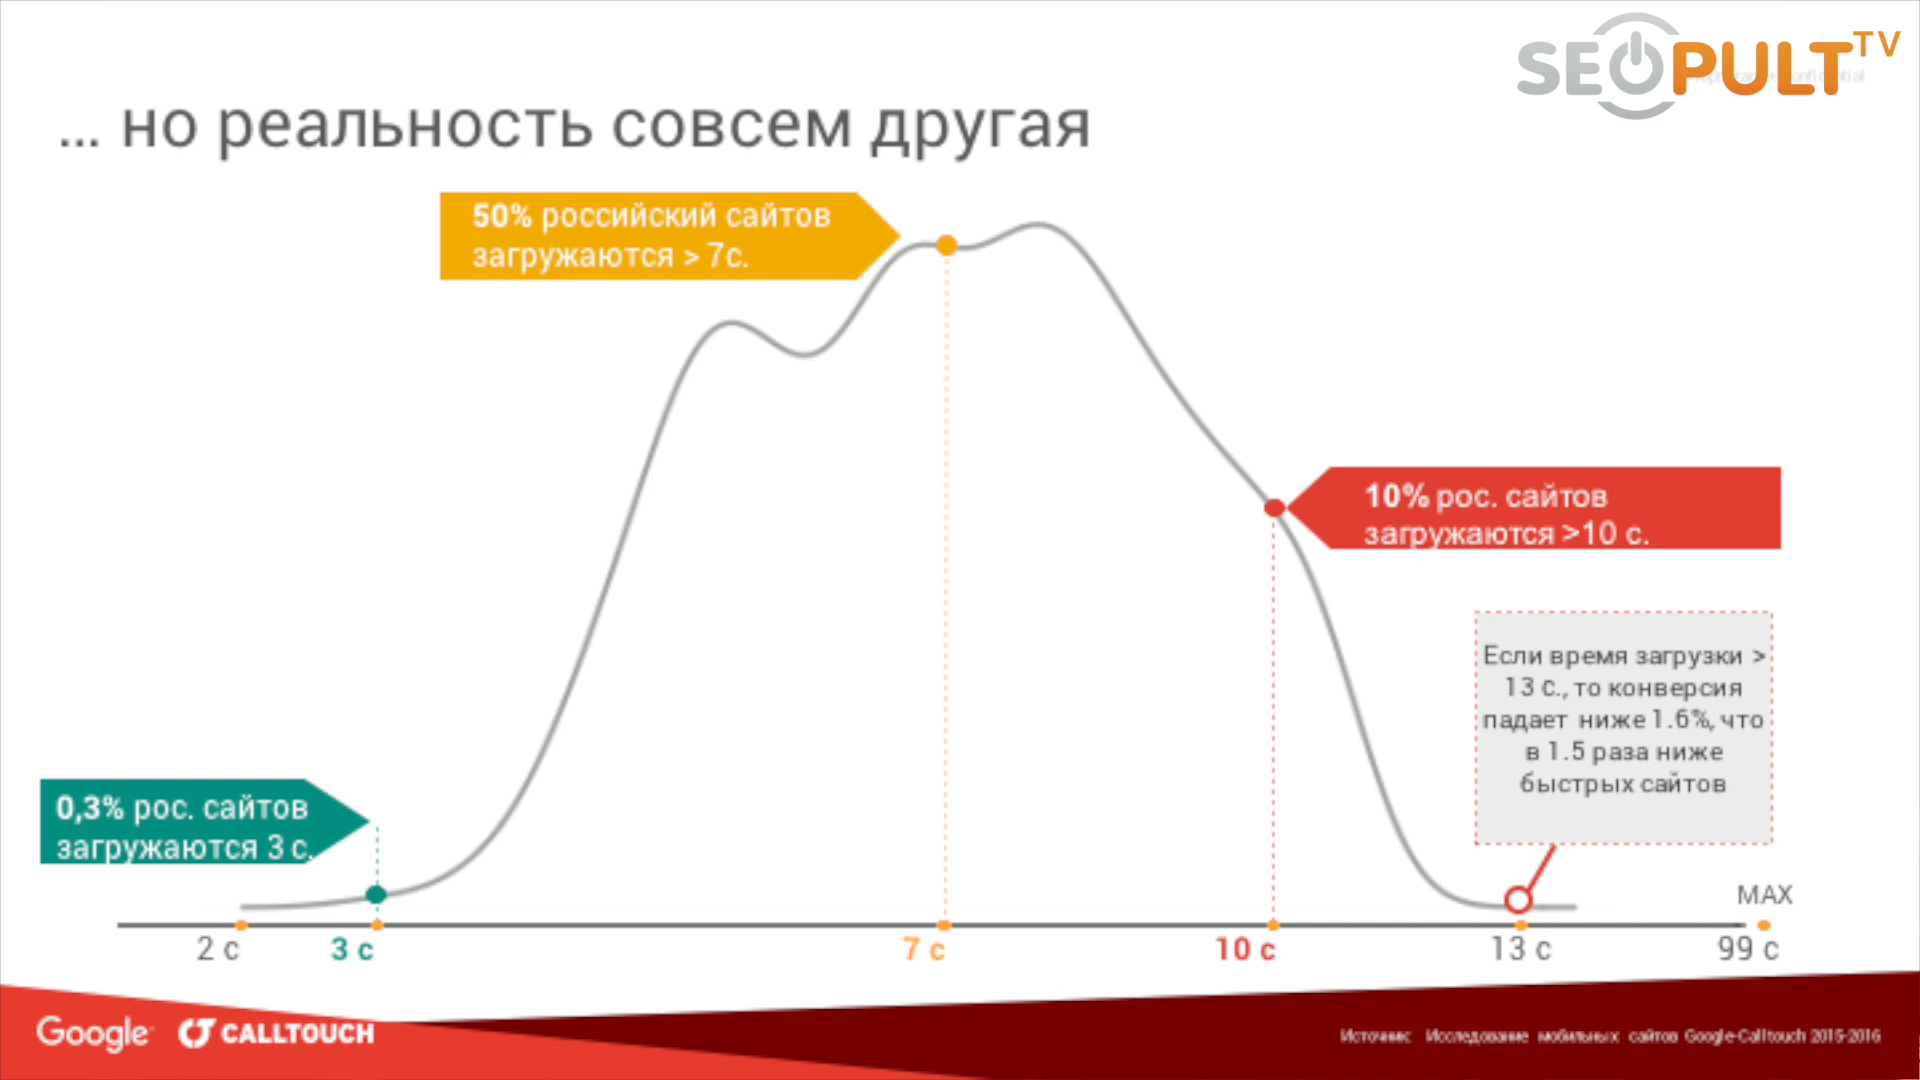 SEOPULT TV
... но реальность совсем другая
50% российский сайтов
загружаются > 7с.
10% рос. сайтов
загружаются >10 с.
Если время загрузки >
13 с., то конверсия
падает ниже 1.6%, что
в 1.5 раза ниже
быстрых сайтов
0,3% рос. сайтов
загружаются 3 с.
MAX
2 с
3 с
7 с
10 с
13 с
99 с
Google
CALLTOUCH
Источник: Исследование мобильных сайтов Google-Calltouch 2015-2016